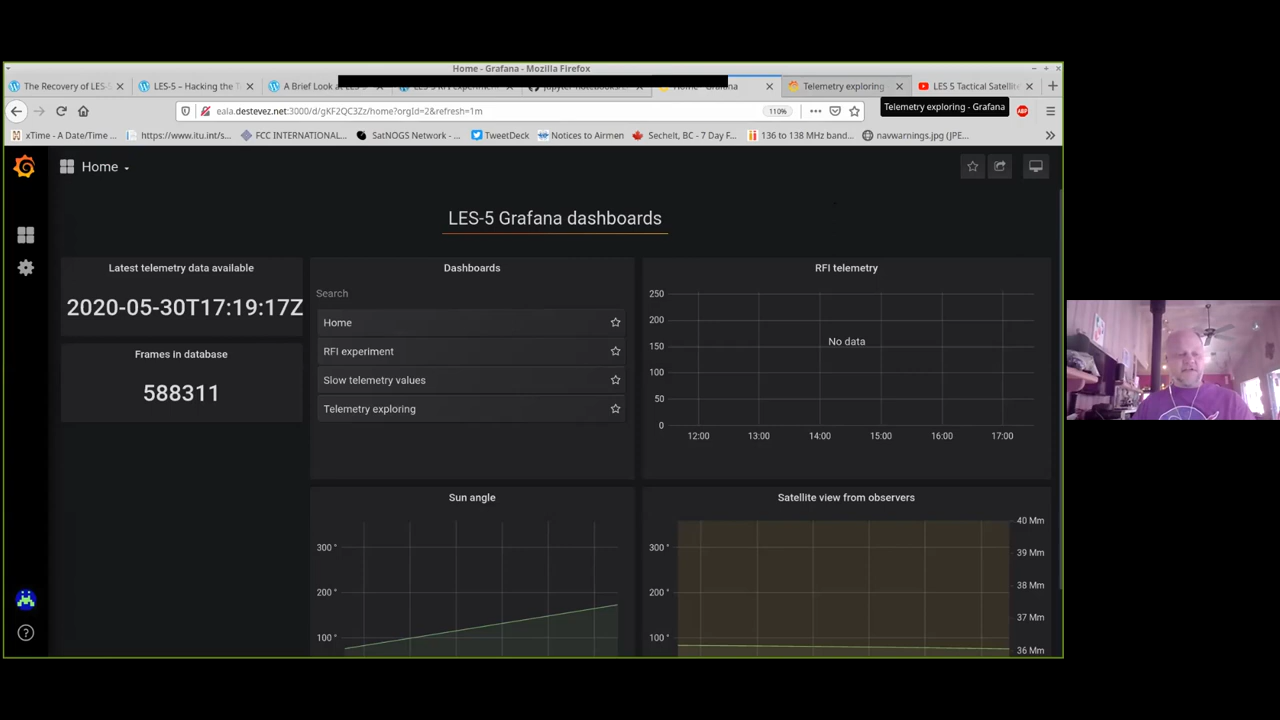 Home - Grafana - Mozilla Firefox
The Recovery of LES-5
LES-5 – Hacking the T
A Brief Look a
Home - Grafana
Telemetry exploring
LES 5 Tactical Satellit
Telemetry exploring - Grafana
eala.destevez.net:3000/d/gKF2QC3Zz/home?orgId=2&refresh=1m
110%
ABP
xTime - A Date/Time ...
https://www.itu.int/s...
FCC INTERNATIONAL...
SatNOGS Network - ...
TweetDeck
Notices to Airmen
Sechelt, BC - 7 Day F...
136 to 138 MHz band...
navwarnings.jpg (JPE...
Home
LES-5 Grafana dashboards
Latest telemetry data available
2020-05-30T17:19:17Z
Frames in database
588311
Dashboards
Search
Home
RFI experiment
Slow telemetry values
Telemetry exploring
RFI telemetry
250
200
150
100
50
0
No data
12:00 13:00 14:00 15:00 16:00 17:00
Sun angle
300 °
200 °
100 °
Satellite view from observers
300 °
200 °
100 °
40 Mm
39 Mm
38 Mm
37 Mm
36 Mm